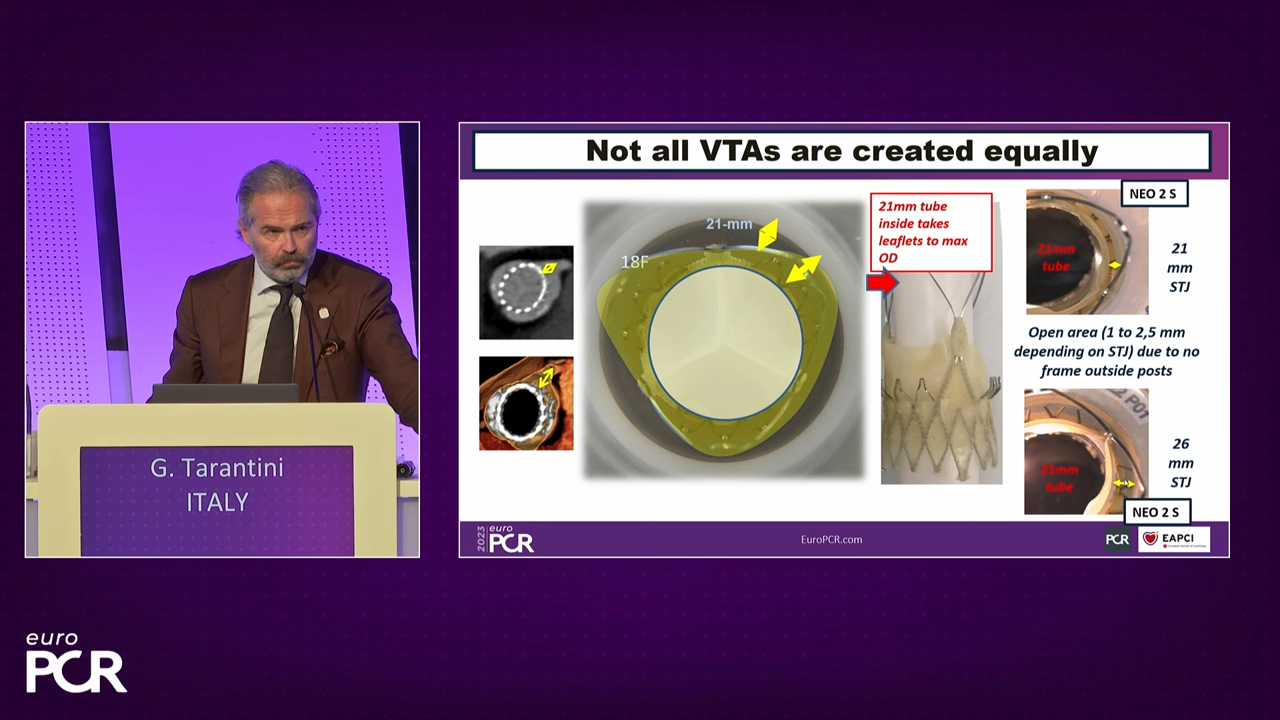 G. Tarantini
ITALY
euro
PCR
Not all VTAs are created equally
21-mm
18F
21mm tube
inside takes
leaflets to max
OD
NEO 2 S
21mm
tube
21
mm
STJ
Open area (1 to 2,5 mm
depending on STJ) due to no
frame outside posts
21mm
tube
26
mm
STJ
NEO 2 S
2023
euro
PCR
EuroPCR.com
PCR
EAPCI